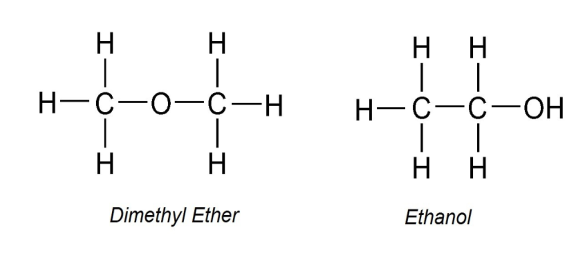 H H H H
H—C—O—C—H H—C—C—OH
H H H H
Dimethyl Ether Ethanol